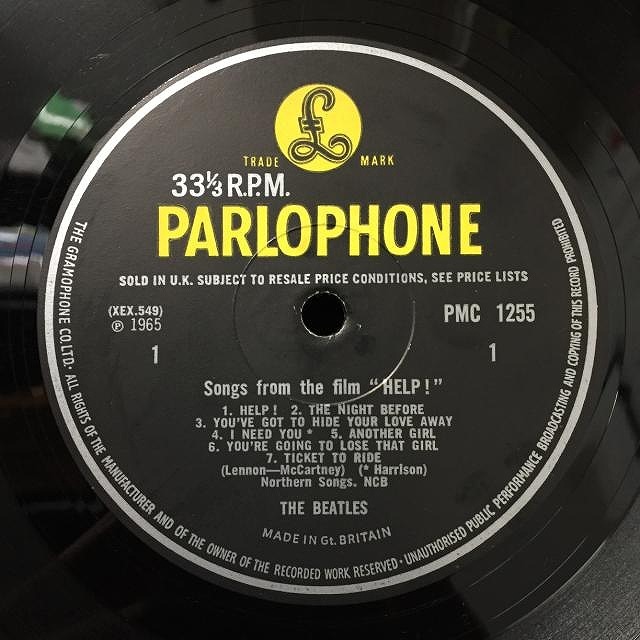 TRADE MARK
33⅓ R.P.M.
PARLOPHONE
SOLD IN U.K. SUBJECT TO RESALE PRICE CONDITIONS, SEE PRICE LISTS
(XEX.549)
℗ 1965
PMC 1255
1
1
Songs from the film "HELP!"
1. HELP! 2. THE NIGHT BEFORE
3. YOU'VE GOT TO HIDE YOUR LOVE AWAY
4. I NEED YOU * 5. ANOTHER GIRL
6. YOU'RE GOING TO LOSE THAT GIRL
7. TICKET TO RIDE
(Lennon—McCartney) (* Harrison)
Northern Songs. NCB
THE BEATLES
MADE IN Gt. BRITAIN
THE GRAMOPHONE CO. LTD. · ALL RIGHTS OF THE MANUFACTURER AND OF THE OWNER OF THE RECORDED WORK RESERVED · UNAUTHORISED PUBLIC PERFORMANCE BROADCASTING AND COPYING OF THIS RECORD PROHIBITED